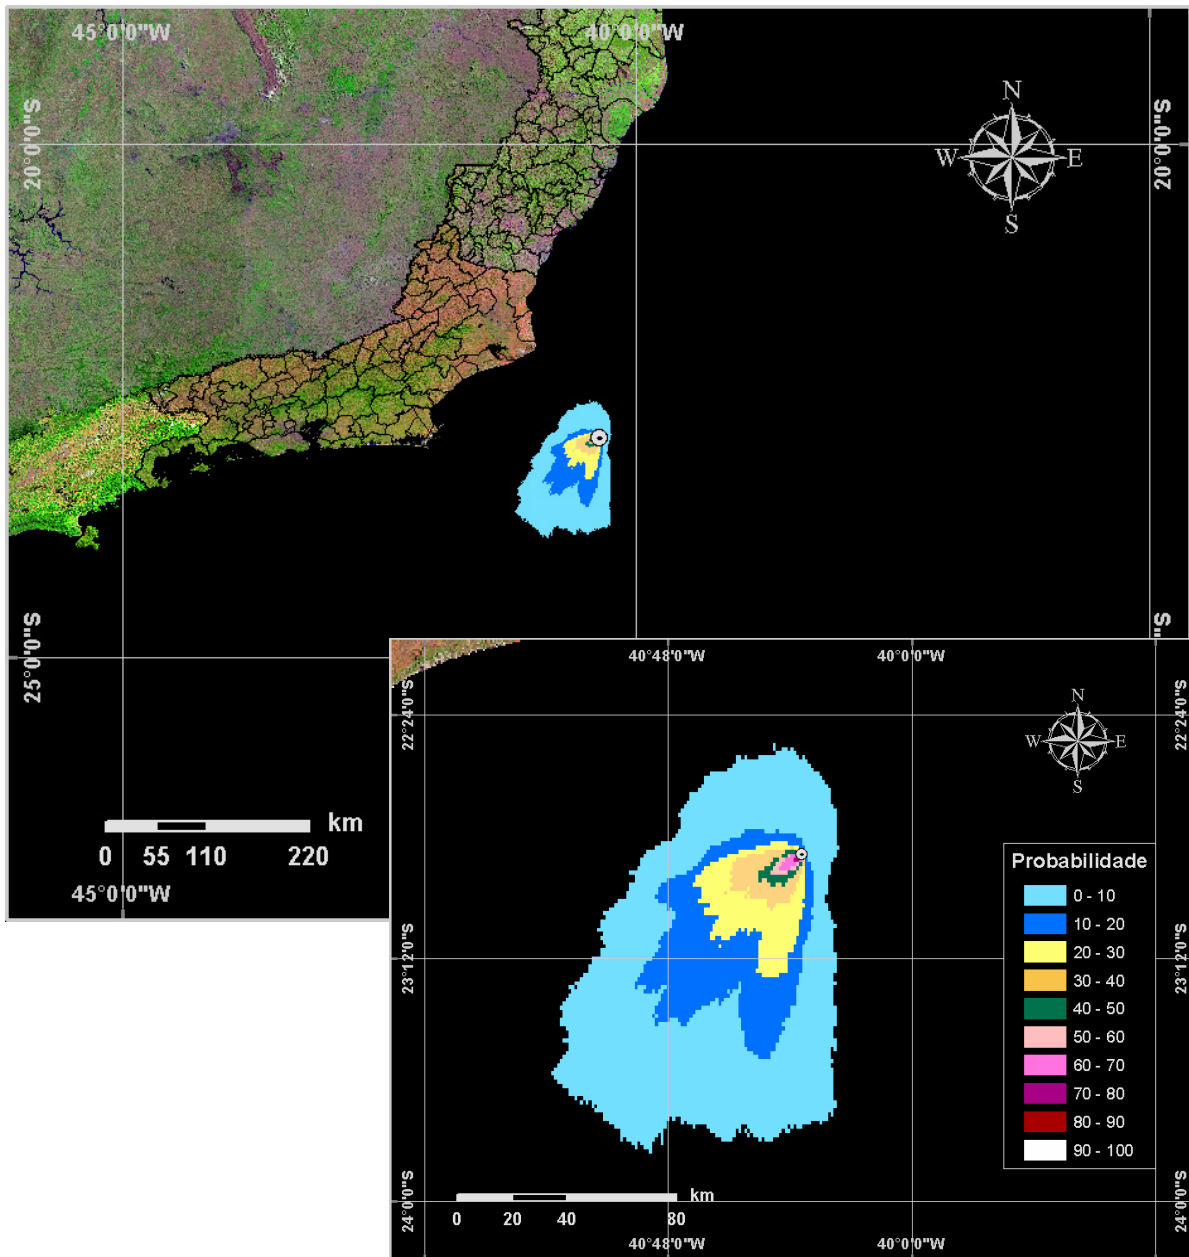 45°0'0"W 40°0'0"W
N
W E
S
20°0'0"S 20°0'0"S
25°0'0"S S"
km
0 55 110 220
45°0'0"W
40°48'0"W 40°0'0"W
22°24'0"S 22°24'0"S
N
W E
S
Probabilidade
0 - 10
10 - 20
20 - 30
30 - 40
40 - 50
50 - 60
60 - 70
70 - 80
80 - 90
90 - 100
23°12'0"S 23°12'0"S
24°0'0"S 24°0'0"S
km
0 20 40 80
40°48'0"W 40°0'0"W